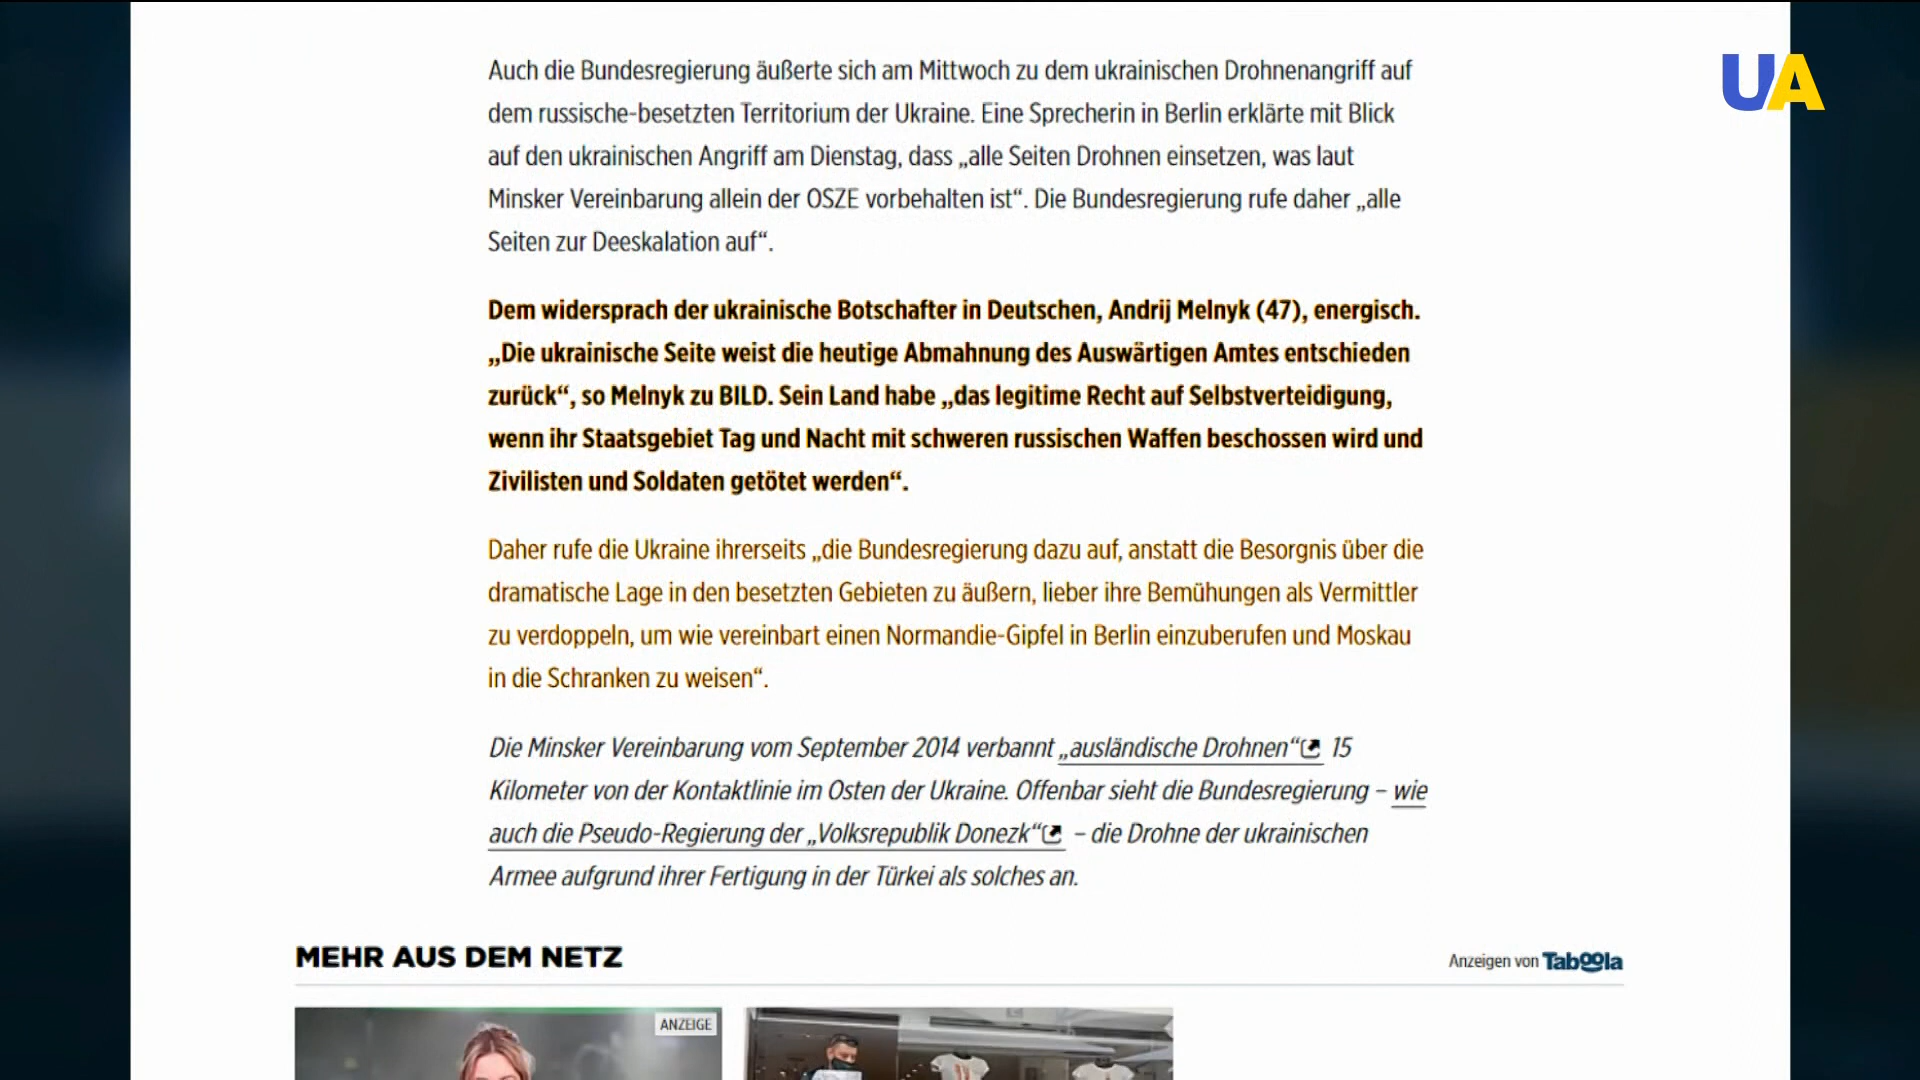 Auch die Bundesregierung äußerte sich am Mittwoch zu dem ukrainischen Drohnenangriff auf
dem russische-besetzten Territorium der Ukraine. Eine Sprecherin in Berlin erklärte mit Blick
auf den ukrainischen Angriff am Dienstag, dass „alle Seiten Drohnen einsetzen, was laut
Minsker Vereinbarung allein der OSZE vorbehalten ist“. Die Bundesregierung rufe daher „alle
Seiten zur Deeskalation auf“.
Dem widersprach der ukrainische Botschafter in Deutschen, Andrij Melnyk (47), energisch.
„Die ukrainische Seite weist die heutige Abmahnung des Auswärtigen Amtes entschieden
zurück“, so Melnyk zu BILD. Sein Land habe „das legitime Recht auf Selbstverteidigung,
wenn ihr Staatsgebiet Tag und Nacht mit schweren russischen Waffen beschossen wird und
Zivilisten und Soldaten getötet werden“.
Daher rufe die Ukraine ihrerseits „die Bundesregierung dazu auf, anstatt die Besorgnis über die
dramatische Lage in den besetzten Gebieten zu äußern, lieber ihre Bemühungen als Vermittler
zu verdoppeln, um wie vereinbart einen Normandie-Gipfel in Berlin einzuberufen und Moskau
in die Schranken zu weisen“.
Die Minsker Vereinbarung vom September 2014 verbannt „ausländische Drohnen“ 15
Kilometer von der Kontaktlinie im Osten der Ukraine. Offenbar sieht die Bundesregierung – wie
auch die Pseudo-Regierung der „Volksrepublik Donezk“ – die Drohne der ukrainischen
Armee aufgrund ihrer Fertigung in der Türkei als solches an.
MEHR AUS DEM NETZ
Anzeigen von Taboola
ANZEIGE
UA